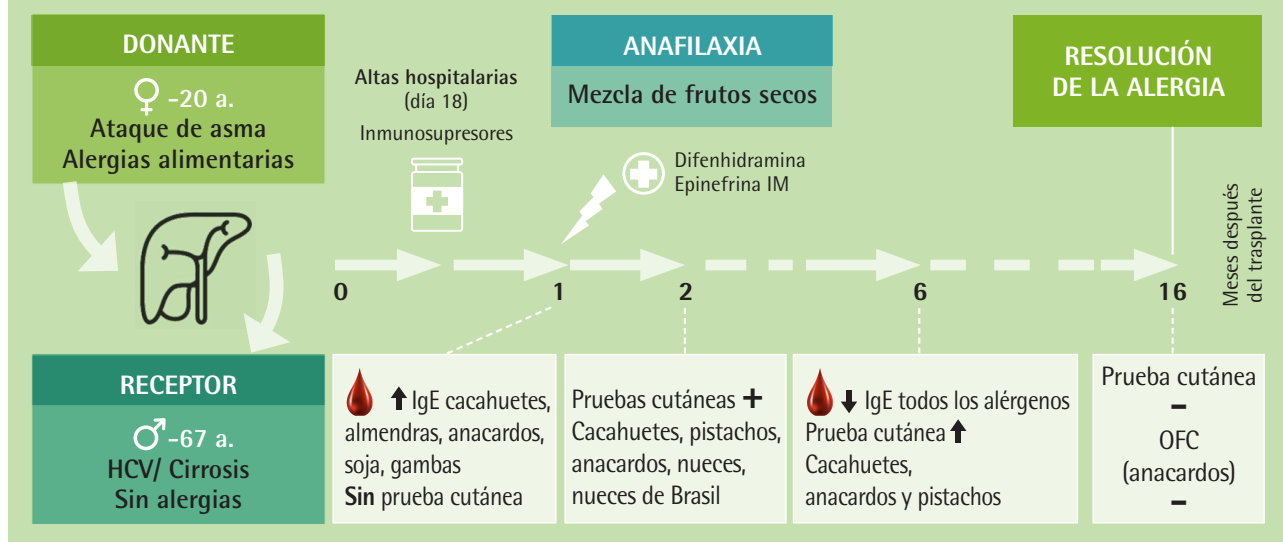 DONANTE
♀ -20 a.
Ataque de asma
Alergias alimentarias
Altas hospitalarias
(día 18)
Inmunosupresores
ANAFILAXIA
Mezcla de frutos secos
Difenhidramina
Epinefrina IM
RESOLUCIÓN
DE LA ALERGIA
0
1
2
6
16
Meses después
del trasplante
RECEPTOR
♂-67 a.
HCV/ Cirrosis
Sin alergias
↑ IgE cacahuetes,
almendras, anacardos,
soja, gambas
Sin prueba cutánea
Pruebas cutáneas +
Cacahuetes, pistachos,
anacardos, nueces,
nueces de Brasil
↓ IgE todos los alérgenos
Prueba cutánea ↑
Cacahuetes,
anacardos y pistachos
Prueba cutánea
–
OFC
(anacardos)
–